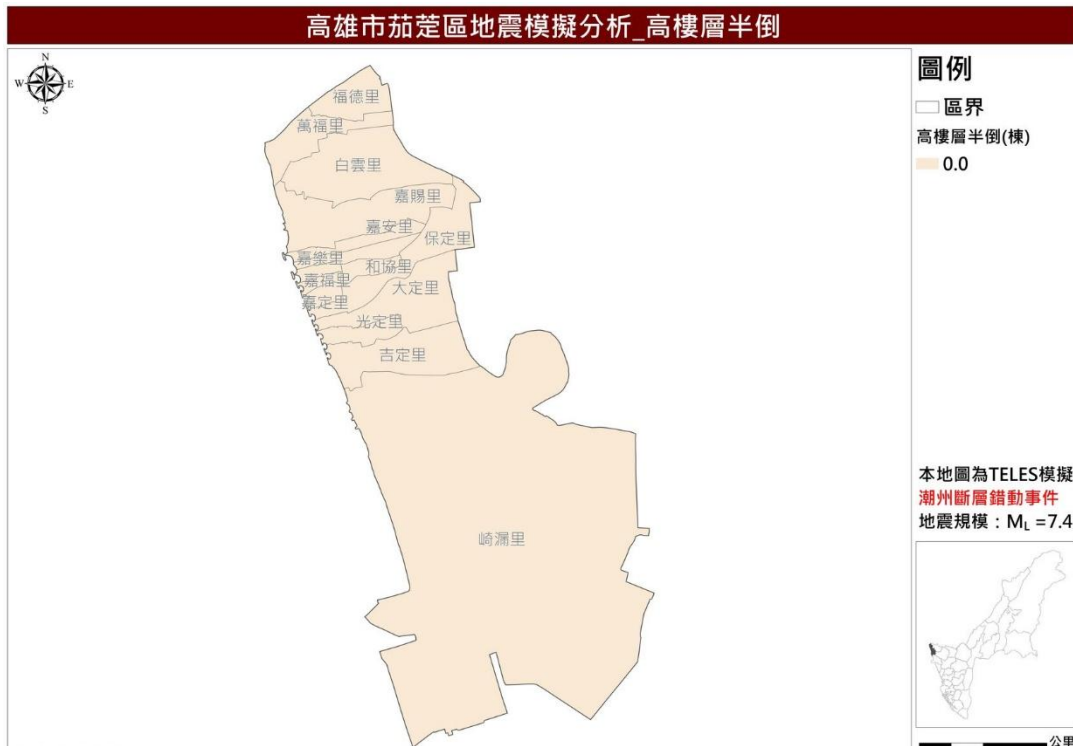 高雄市茄萣區地震模擬分析_高樓層半倒
N
W E
S
圖例
區界
高樓層半倒(棟)
0.0
福德里
萬福里
白雲里
嘉賜里
嘉安里
保定里
嘉樂里
和協里
嘉福里
大定里
嘉定里
光定里
吉定里
崎漏里
本地圖為TELES模擬
潮州斷層錯動事件
地震規模：ML =7.4
公里